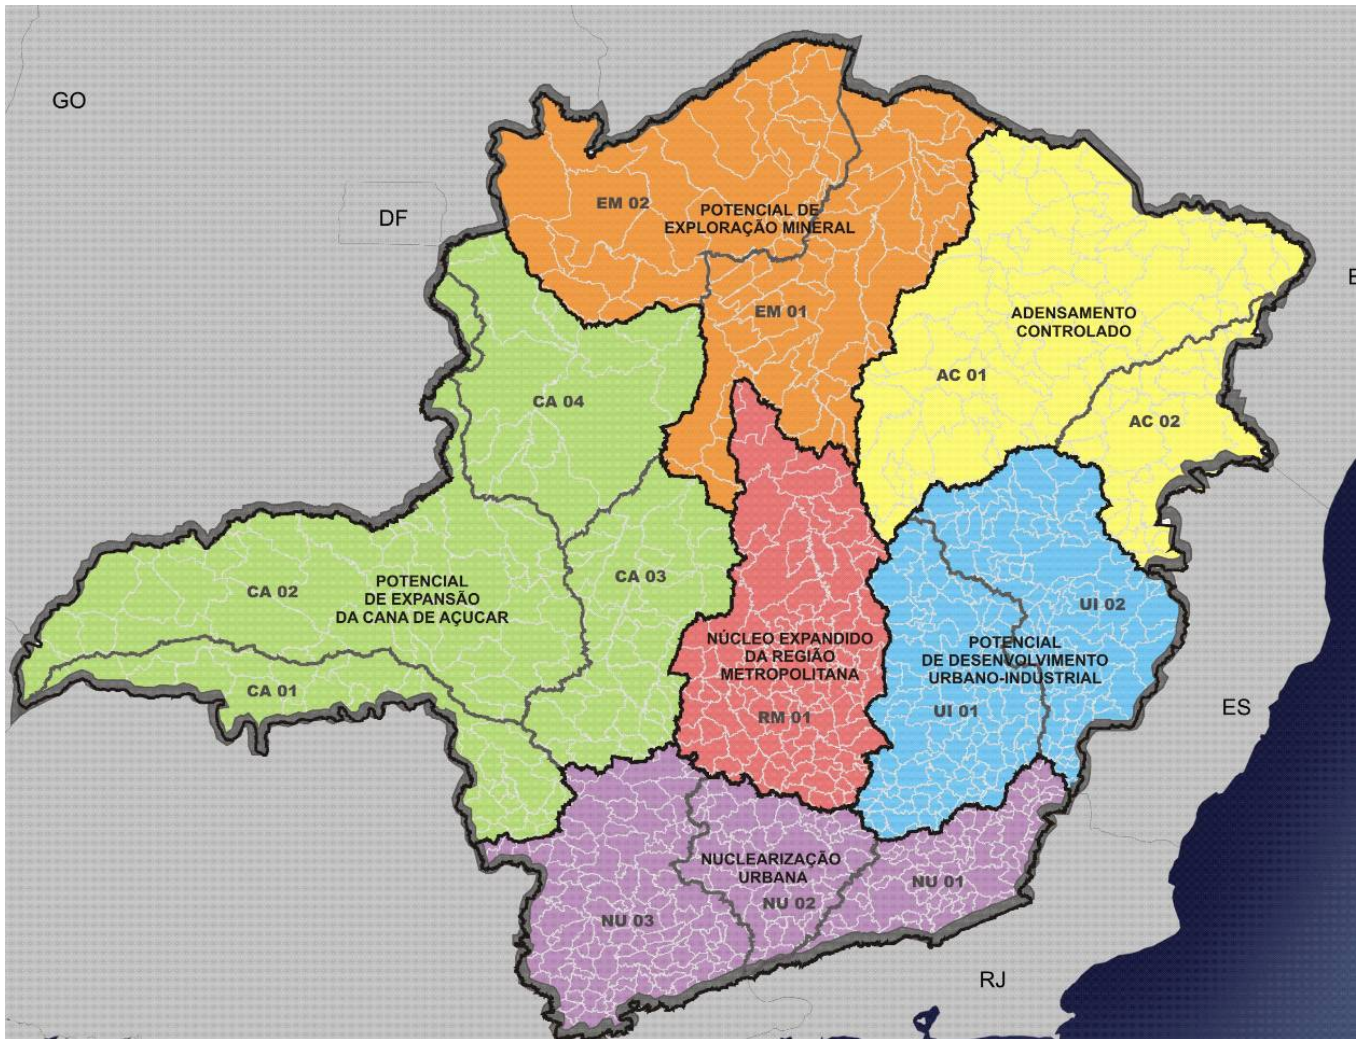 GO
DF
EM 02
POTENCIAL DE
EXPLORAÇÃO MINERAL
EM 01
ADENSAMENTO
CONTROLADO
AC 01
AC 02
CA 04
CA 03
CA 02
POTENCIAL
DE EXPANSÃO
DA CANA DE AÇUCAR
CA 01
NÚCLEO EXPANDIDO
DA REGIÃO
METROPOLITANA
RM 01
UI 02
POTENCIAL
DE DESENVOLVIMENTO
URBANO-INDUSTRIAL
UI 01
ES
NUCLEARIZAÇÃO
URBANA
NU 01
NU 02
NU 03
RJ